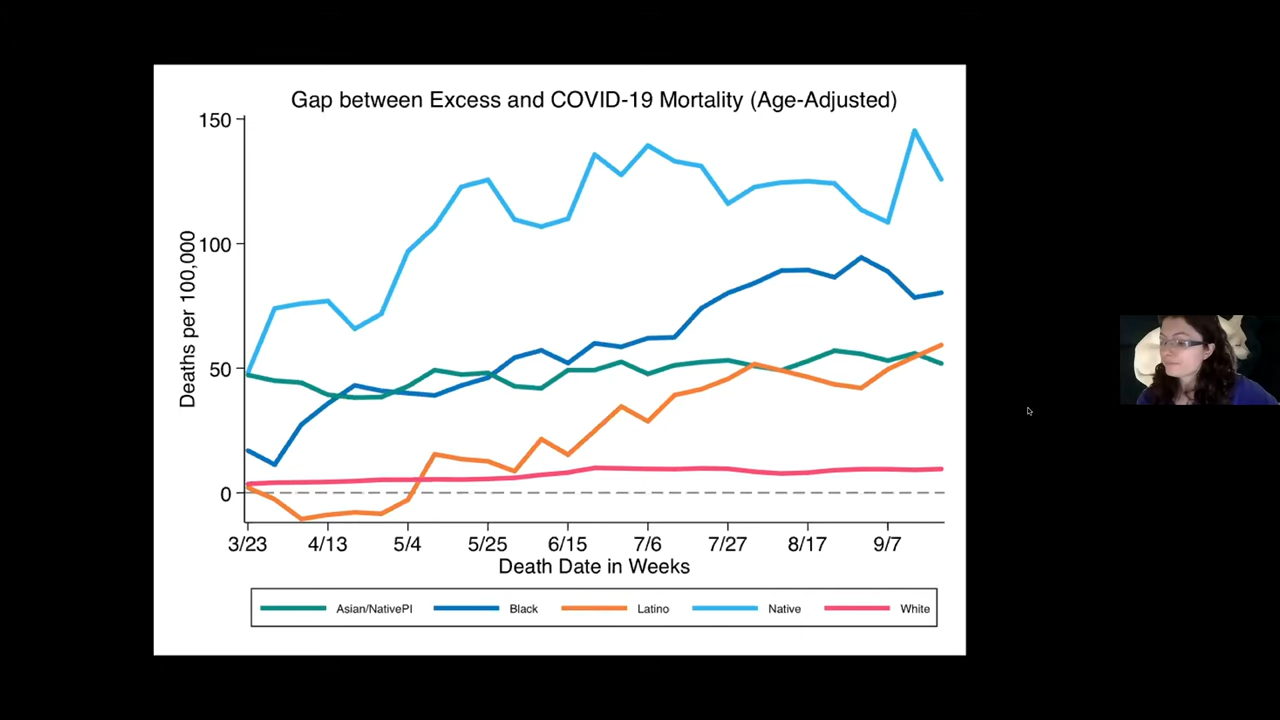 Gap between Excess and COVID-19 Mortality (Age-Adjusted)
150
100
50
0
Deaths per 100,000
3/23 4/13 5/4 5/25 6/15 7/6 7/27 8/17 9/7
Death Date in Weeks
Asian/NativePI Black Latino Native White